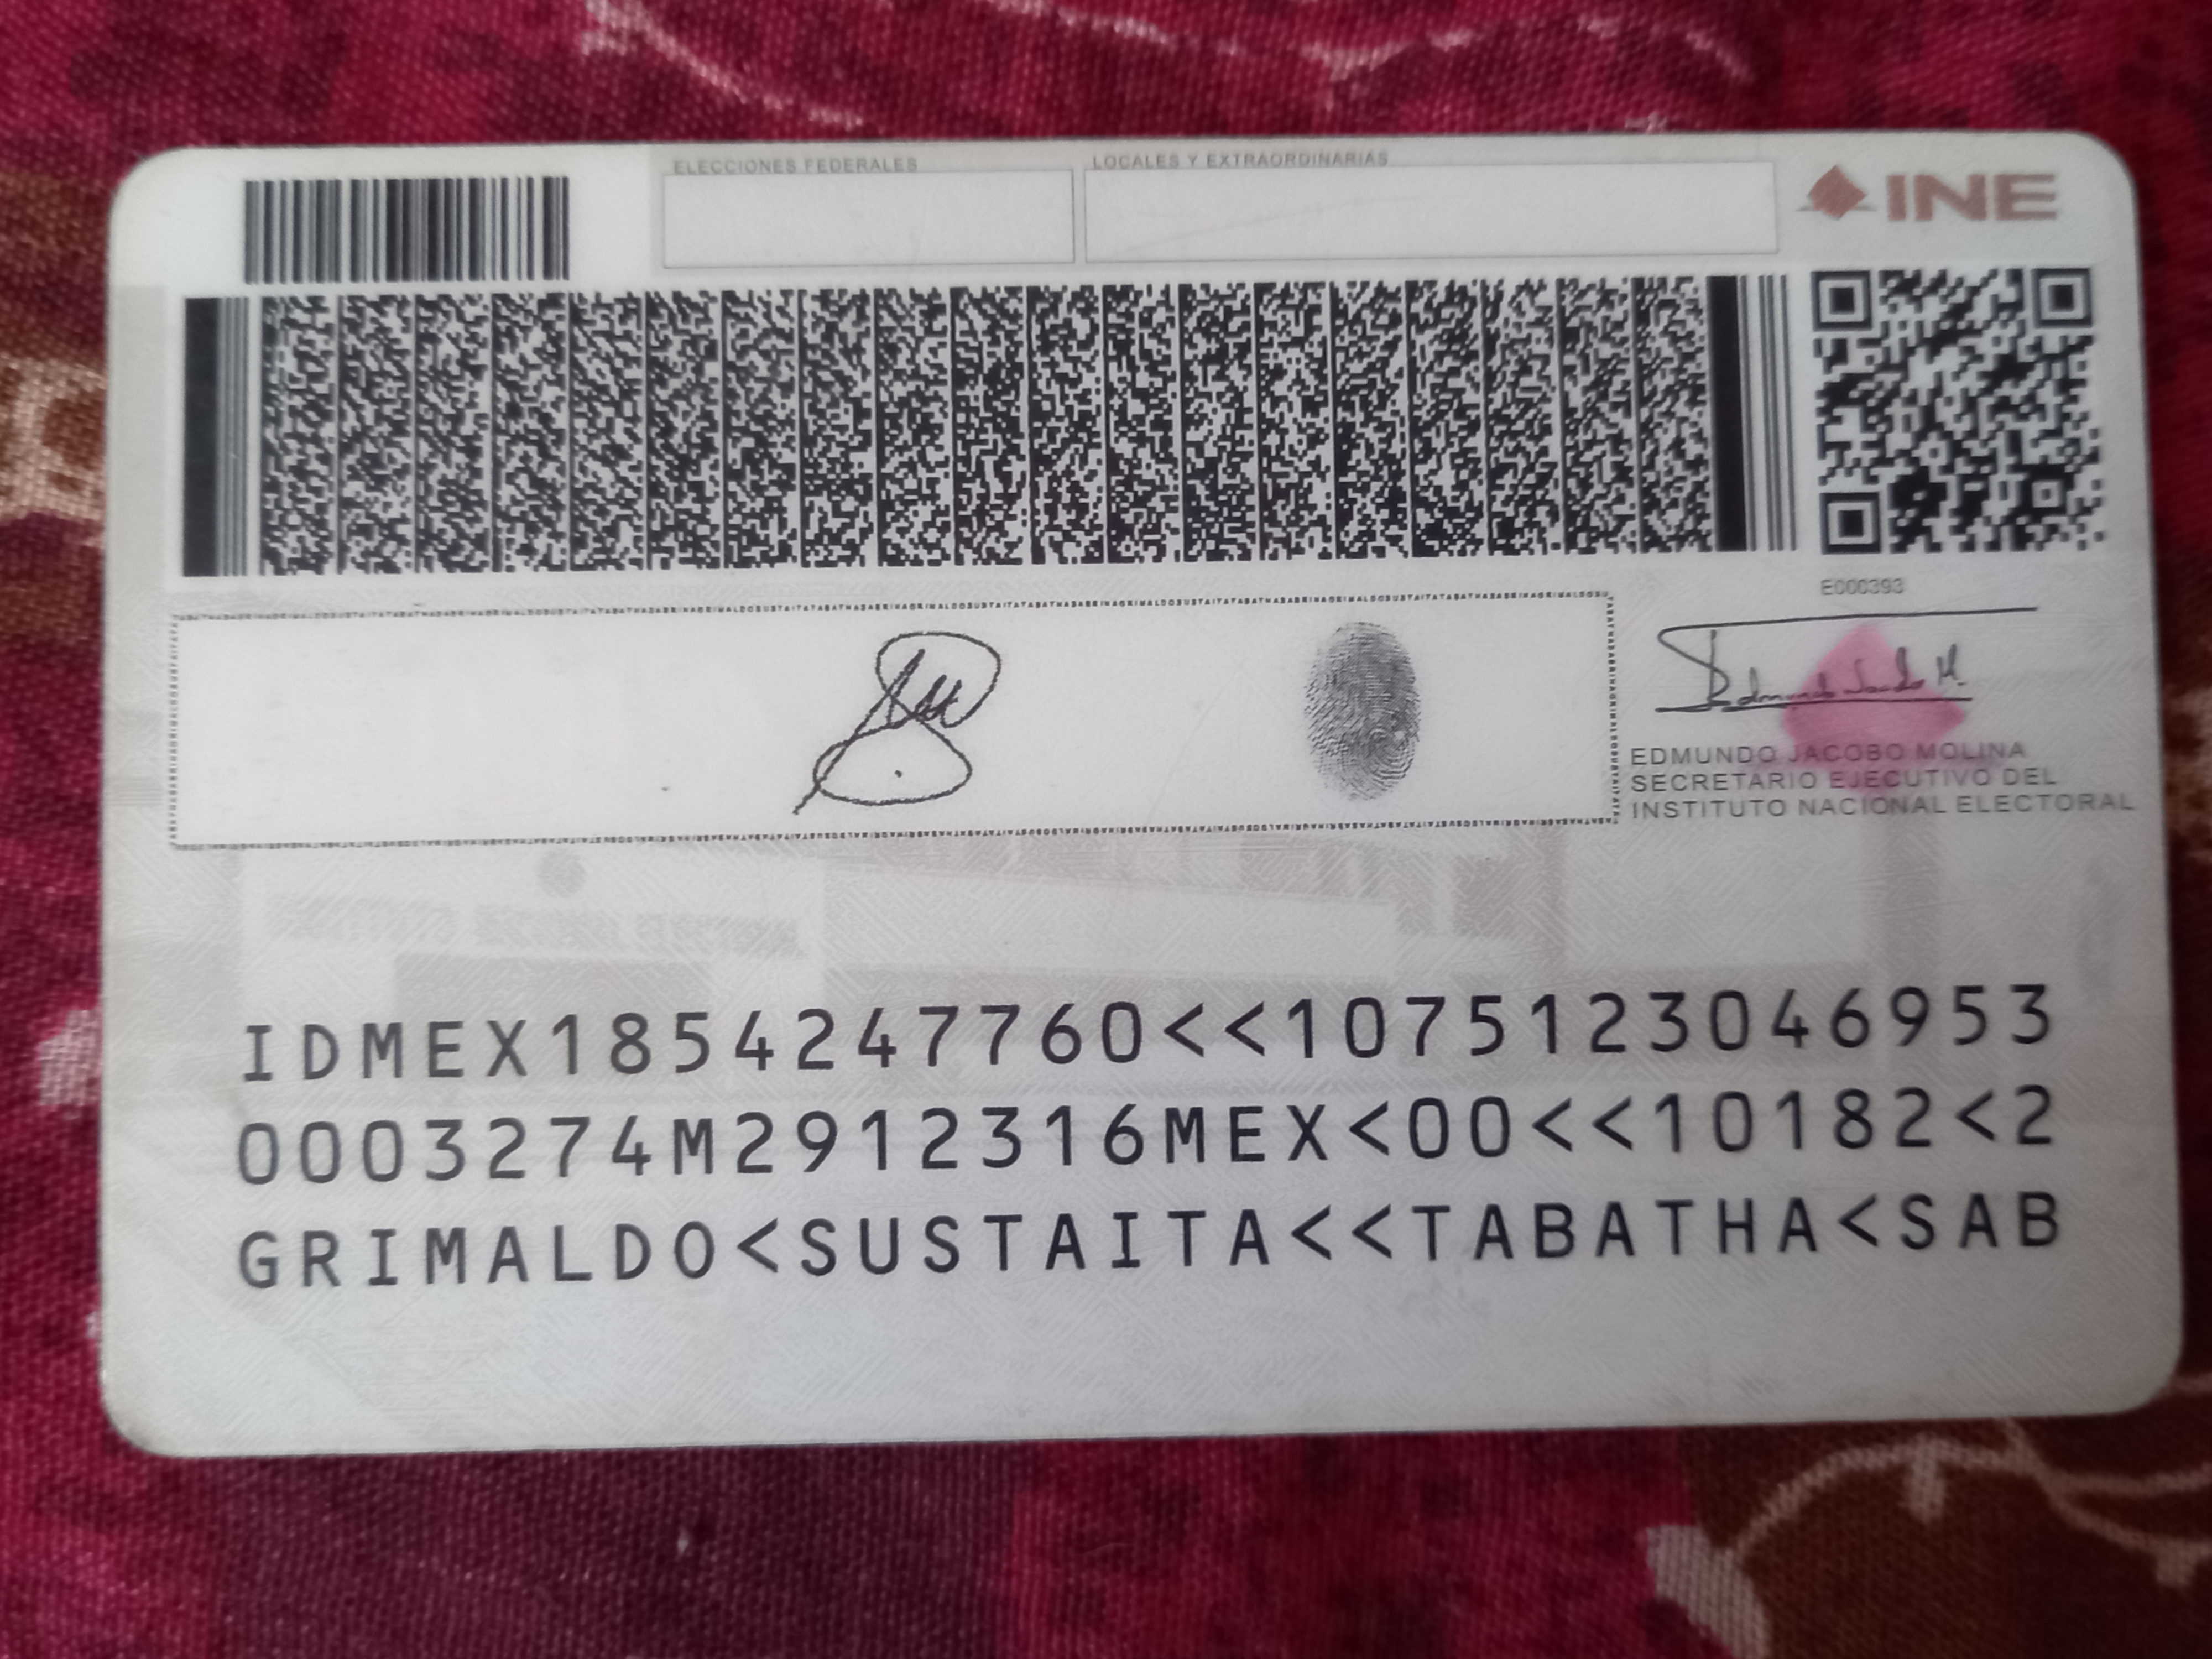 ELECCIONES FEDERALES
LOCALES Y EXTRAORDINARIAS
INE
E000393
EDMUNDO JACOBO MOLINA
SECRETARIO EJECUTIVO DEL
INSTITUTO NACIONAL ELECTORAL
IDMEX1854247760<<1075123046953
0003274M2912316MEX<00<<10182<2
GRIMALDO<SUSTAITA<<TABATHA<SAB